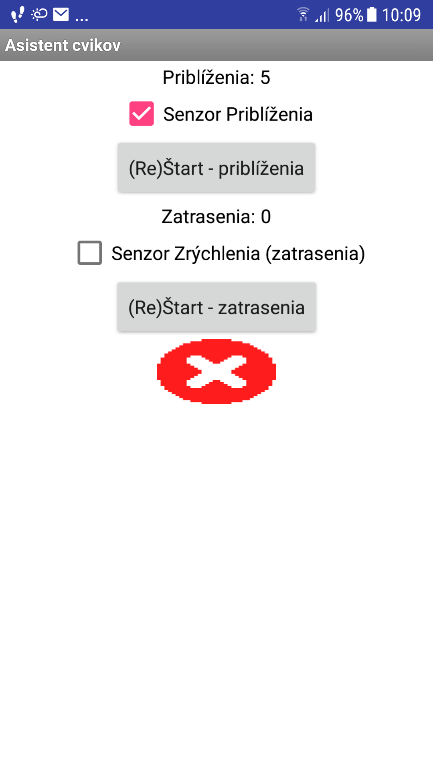 ... 96% 10:09
Asistent cvikov
Priblíženia: 5
Senzor Priblíženia
(Re)Štart - priblíženia
Zatrasenia: 0
Senzor Zrýchlenia (zatrasenia)
(Re)Štart - zatrasenia